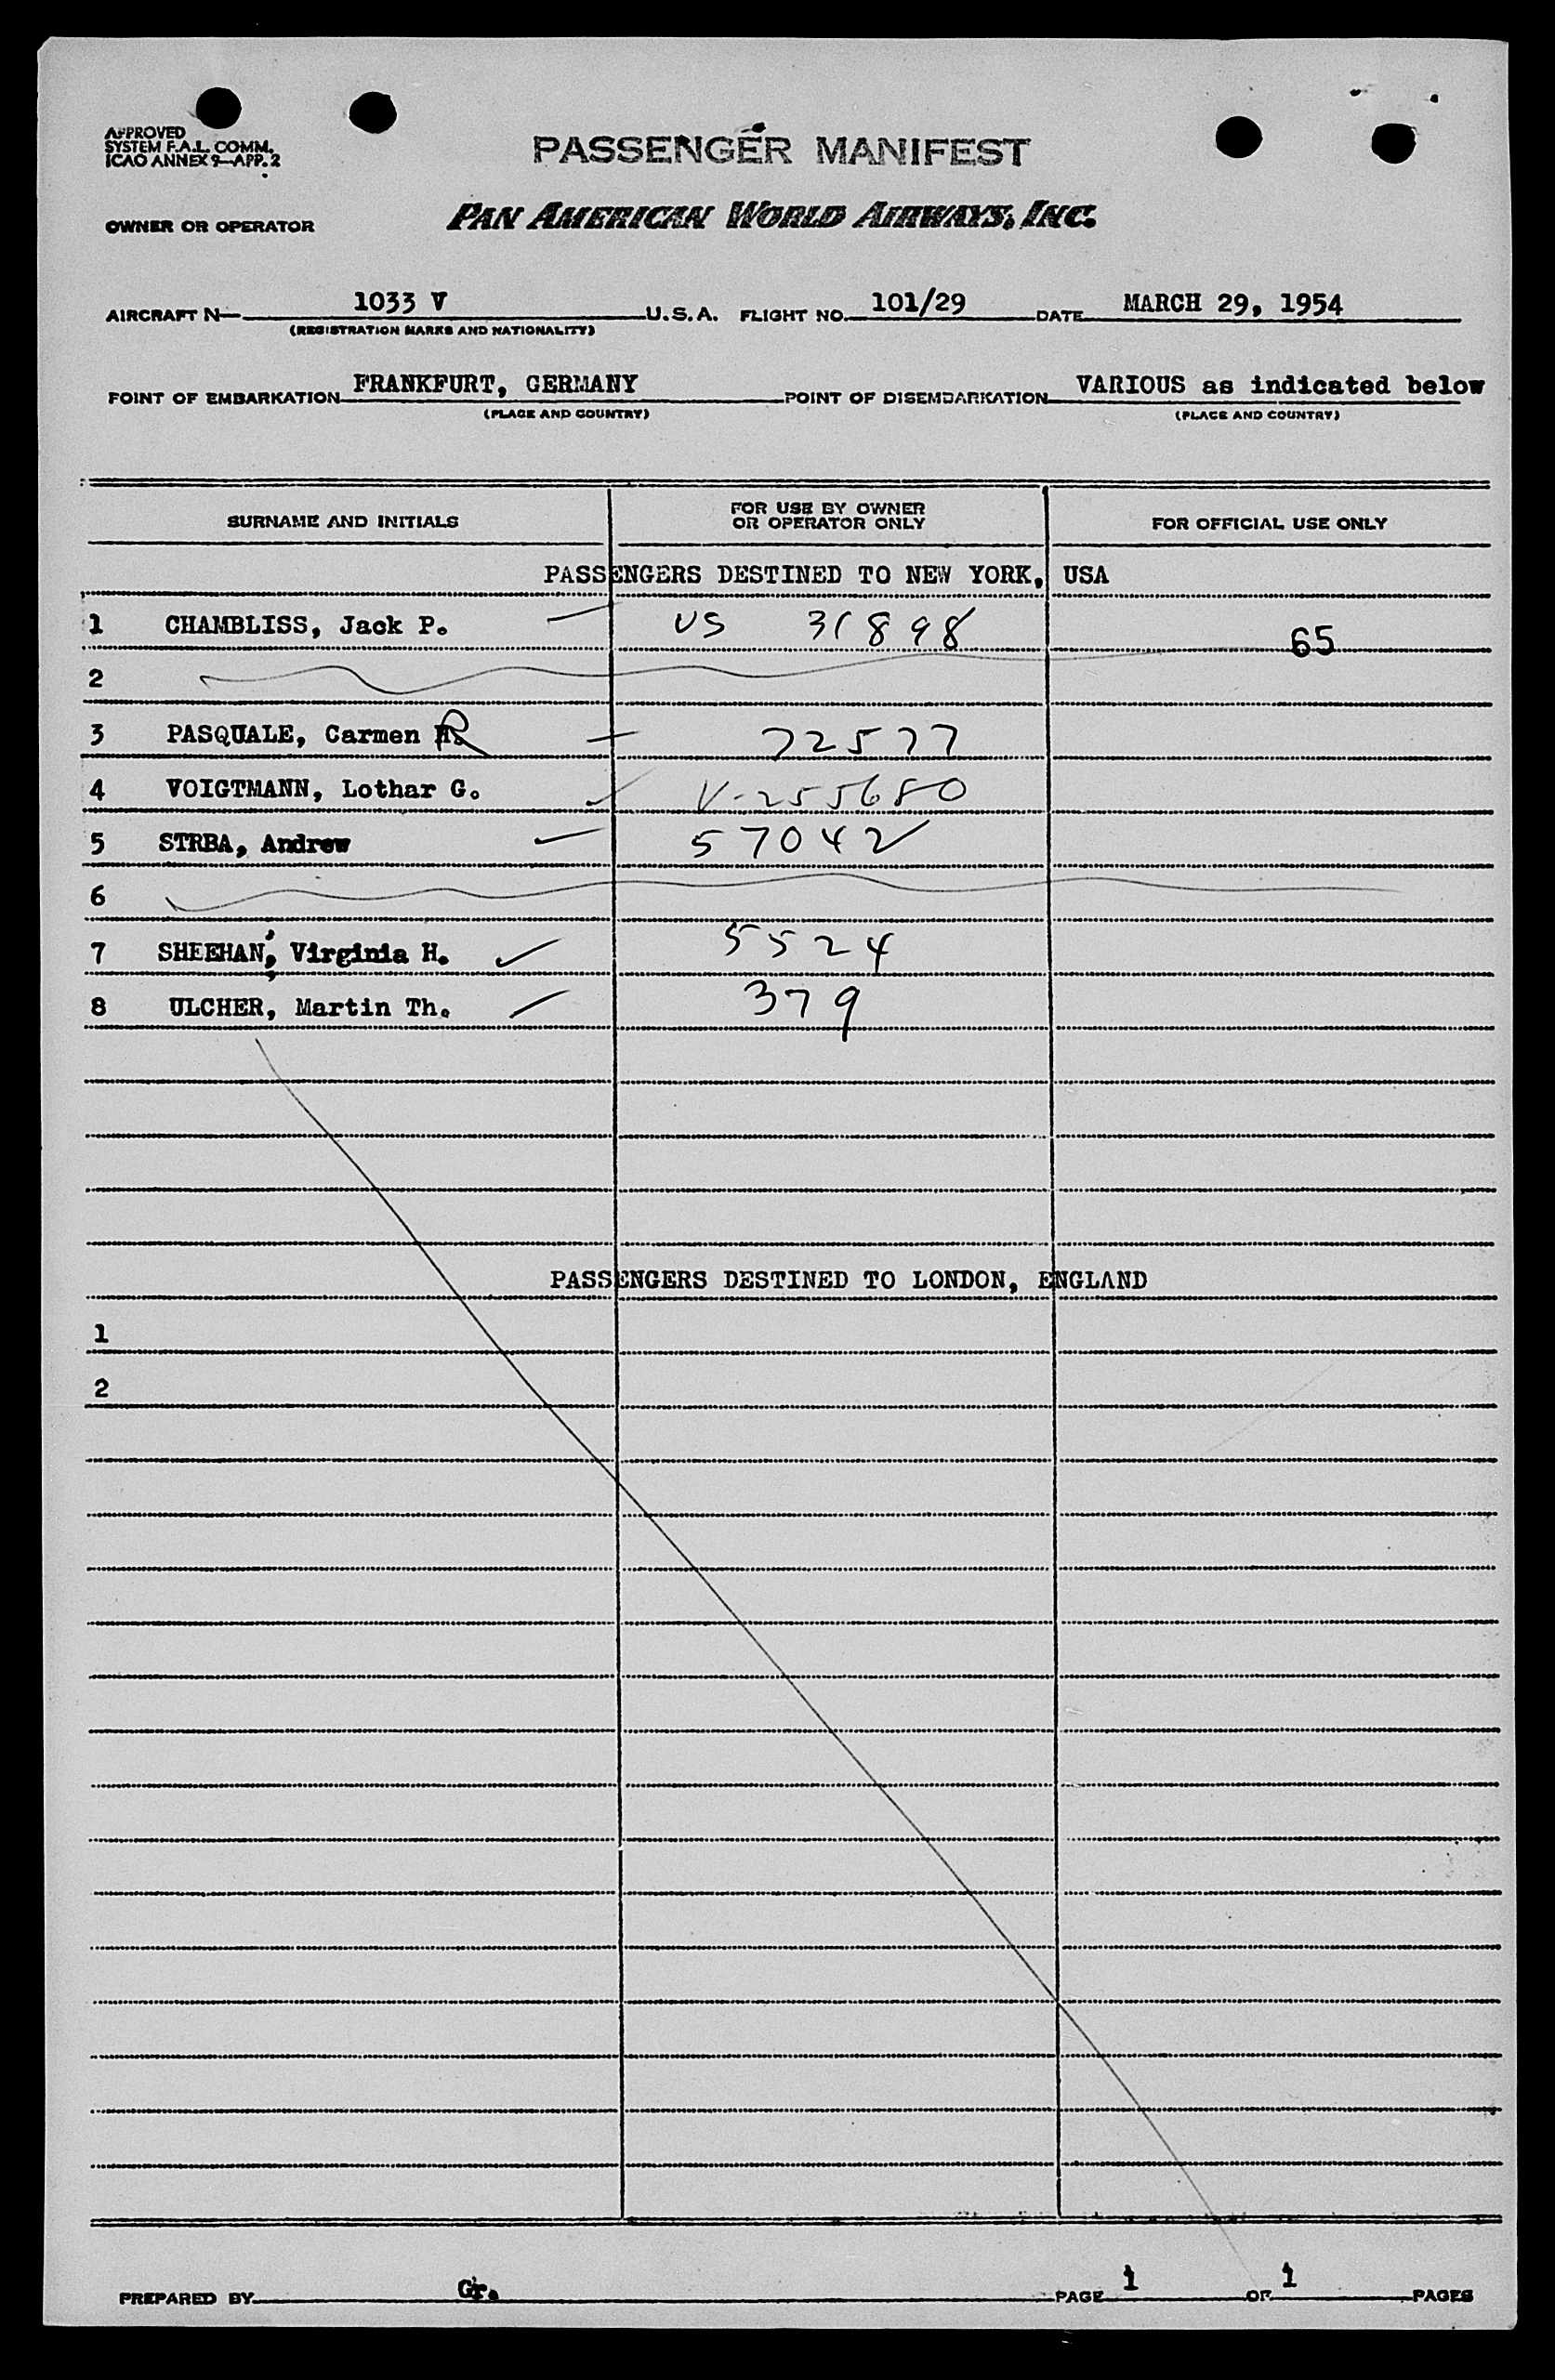 APPROVED
SYSTEM F.A.L. COMM.
ICAO ANNEX 9—APP. 2
PASSENGER MANIFEST
OWNER OR OPERATOR PAN AMERICAN WORLD AIRWAYS, INC.
AIRCRAFT N— 1033 V U.S.A. FLIGHT NO. 101/29 DATE MARCH 29, 1954
(REGISTRATION MARKS AND NATIONALITY)
POINT OF EMBARKATION FRANKFURT, GERMANY POINT OF DISEMBARKATION VARIOUS as indicated below
(PLACE AND COUNTRY) (PLACE AND COUNTRY)
SURNAME AND INITIALS FOR USE BY OWNER OR OPERATOR ONLY FOR OFFICIAL USE ONLY
PASSENGERS DESTINED TO NEW YORK, USA
1 CHAMBLISS, Jack P. US 31898 65
2
3 PASQUALE, Carmen R 72577
4 VOIGTMANN, Lothar G. V-255680
5 STRBA, Andrew 57042
6
7 SHEEHAN, Virginia H. 5524
8 ULCHER, Martin Th. 379
PASSENGERS DESTINED TO LONDON, ENGLAND
1
2
PREPARED BY Gr. PAGE 1 OF 1 PAGES